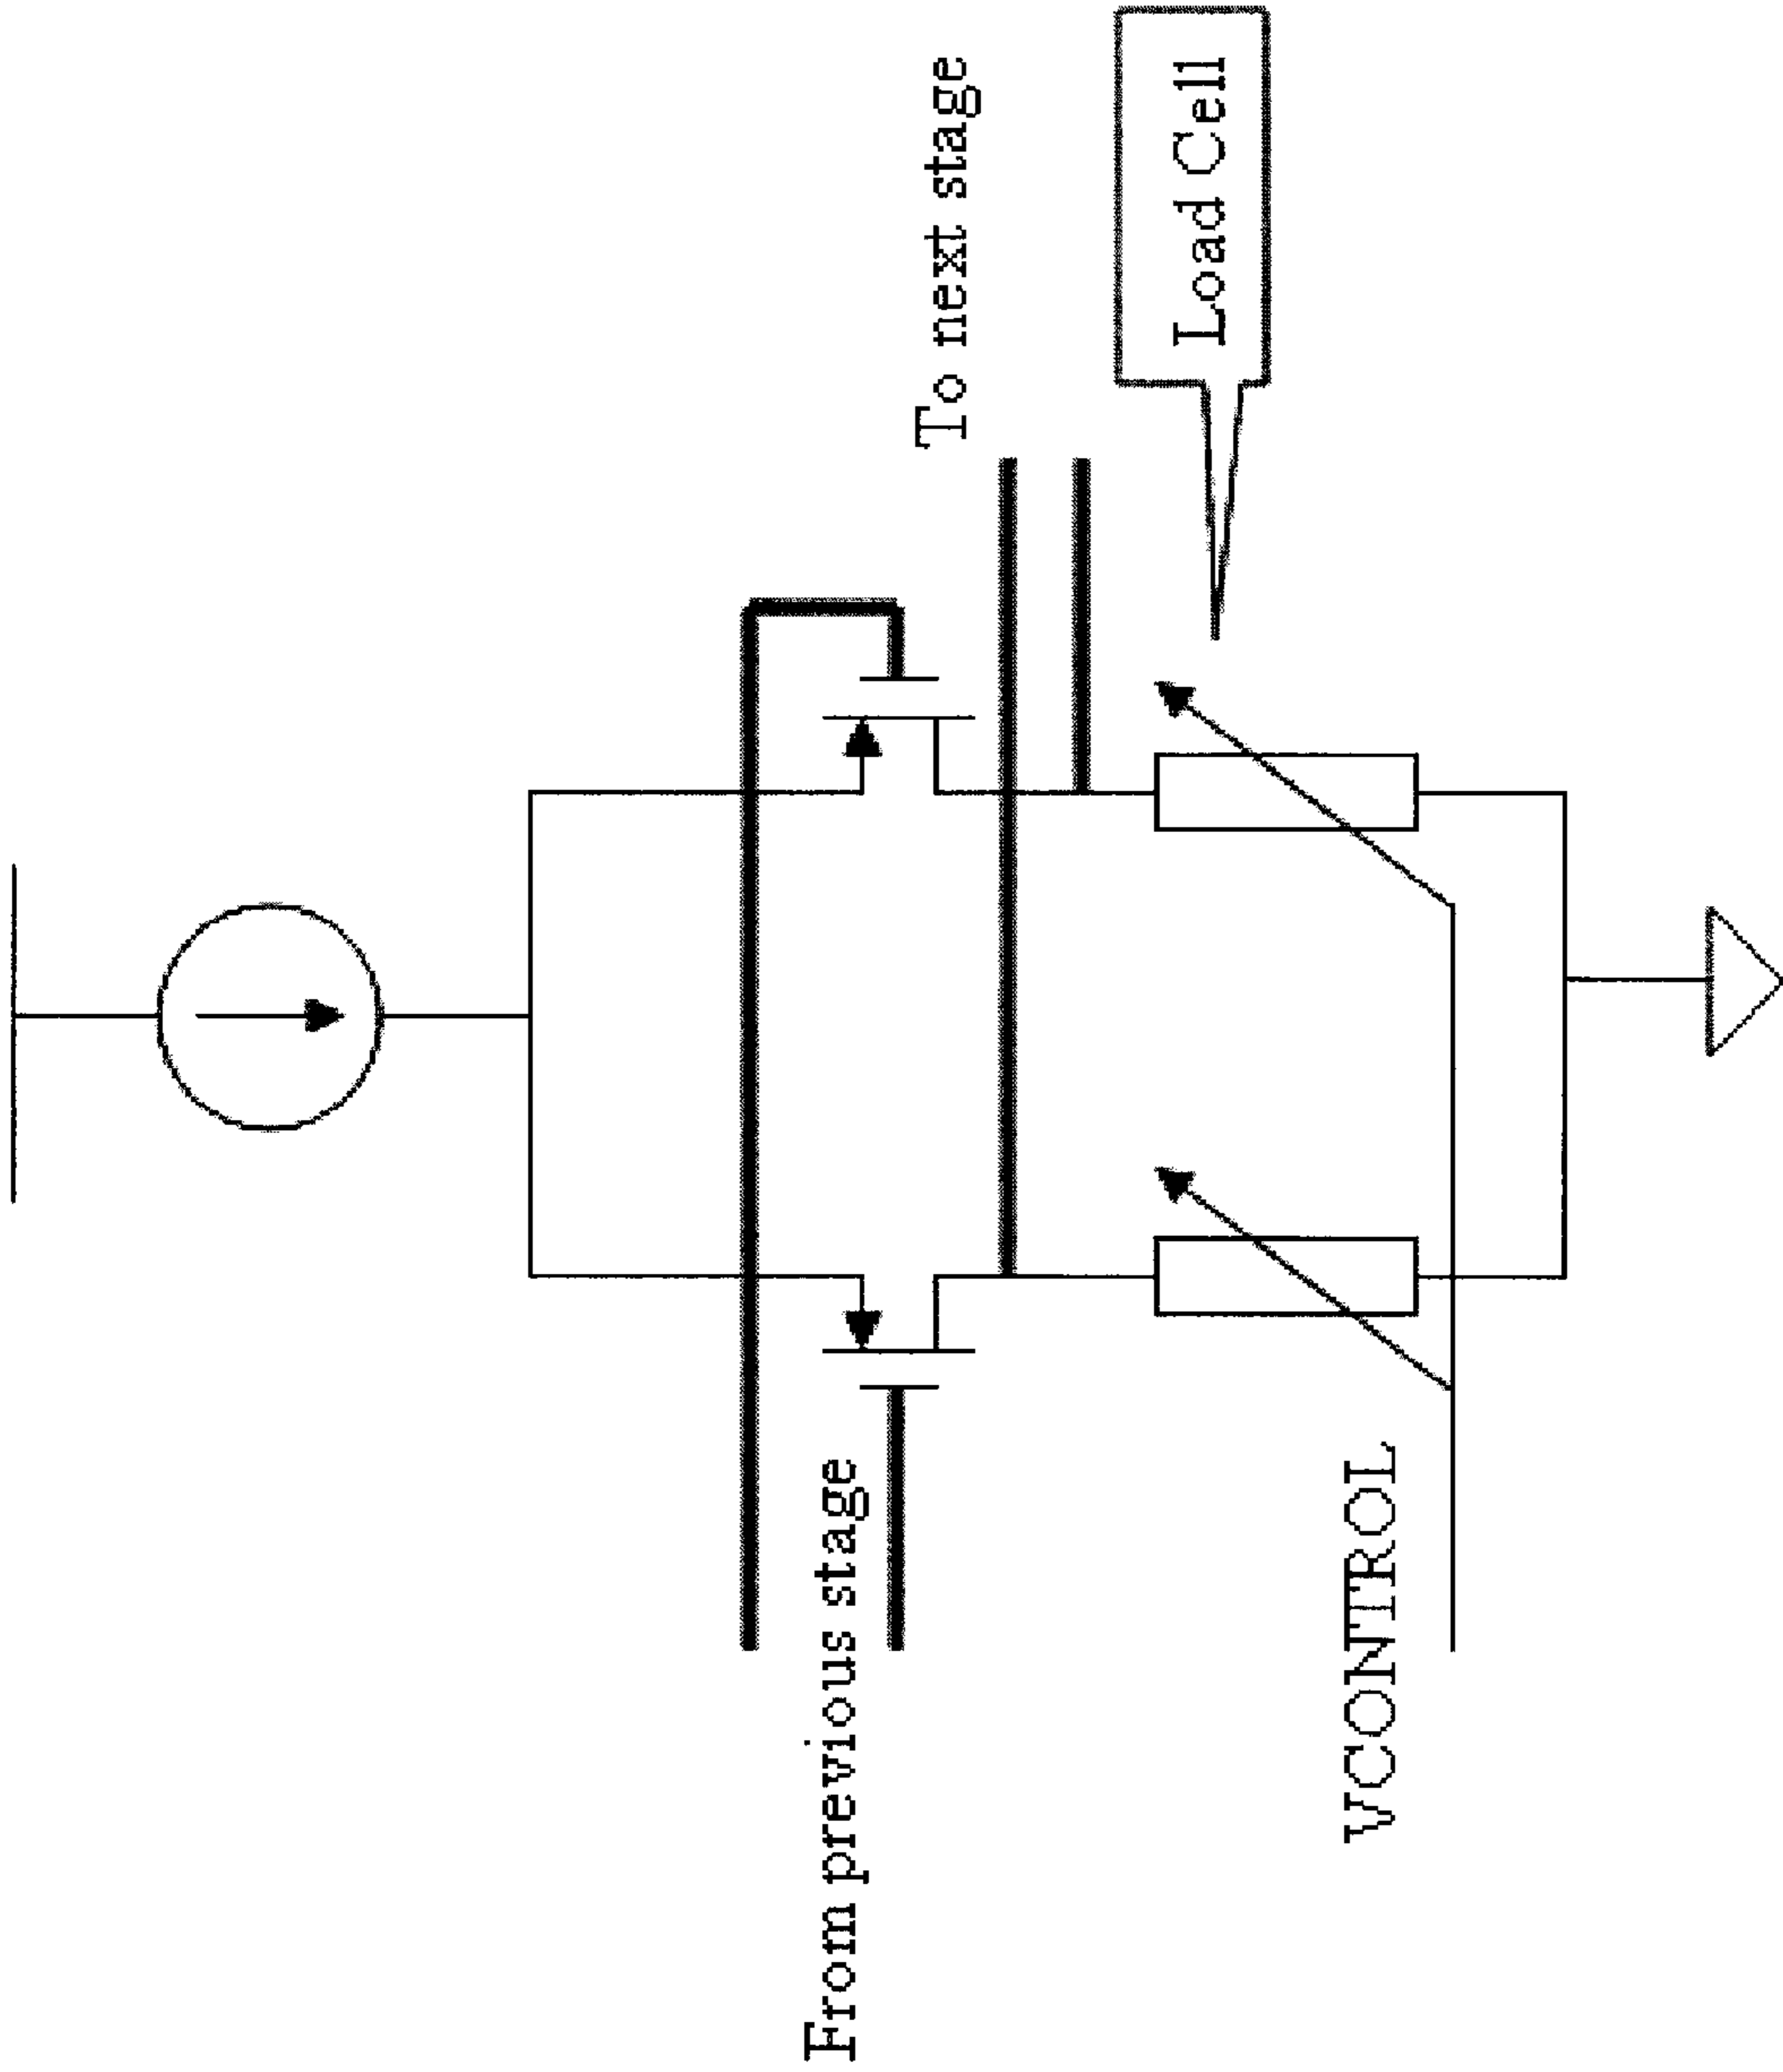 From previous stage
To next stage
VCONTROL
Load Cell